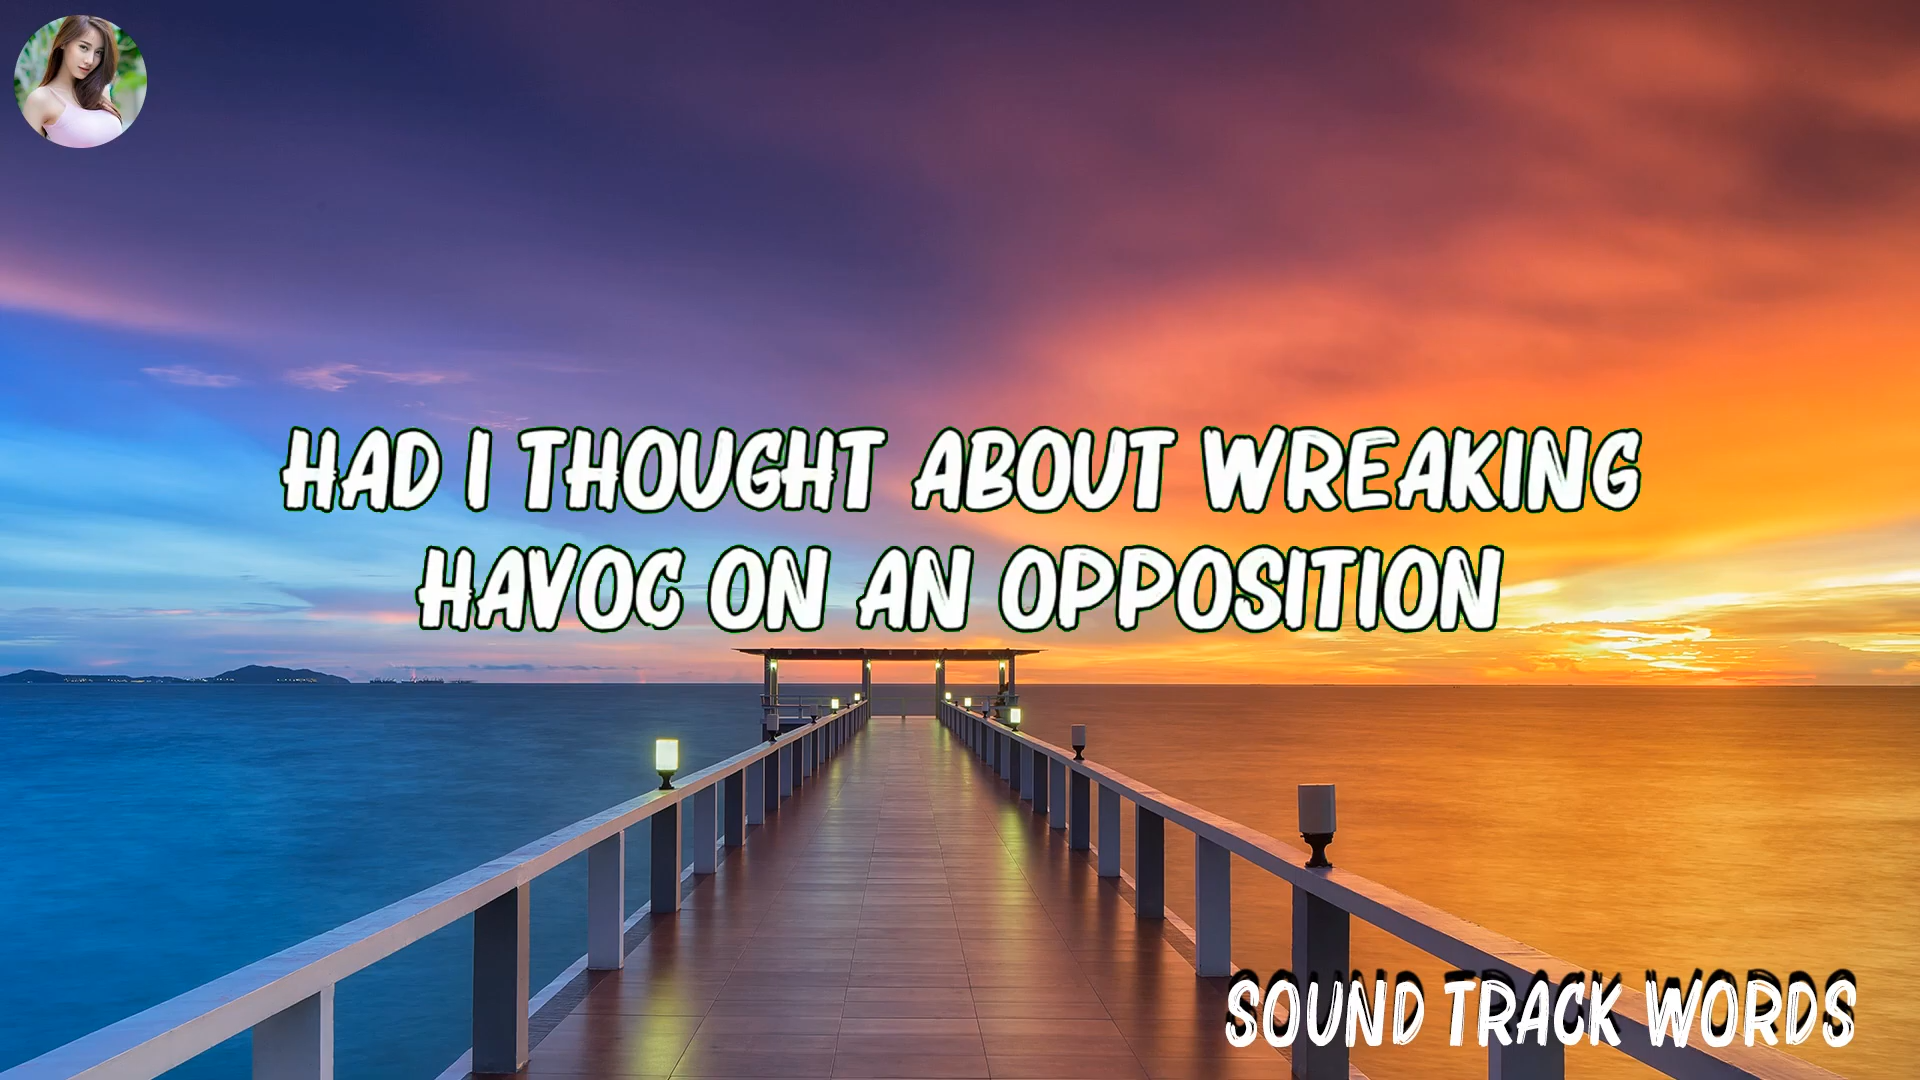 HAD I THOUGHT ABOUT WREAKING
HAVOC ON AN OPPOSITION
SOUND TRACK WORDS